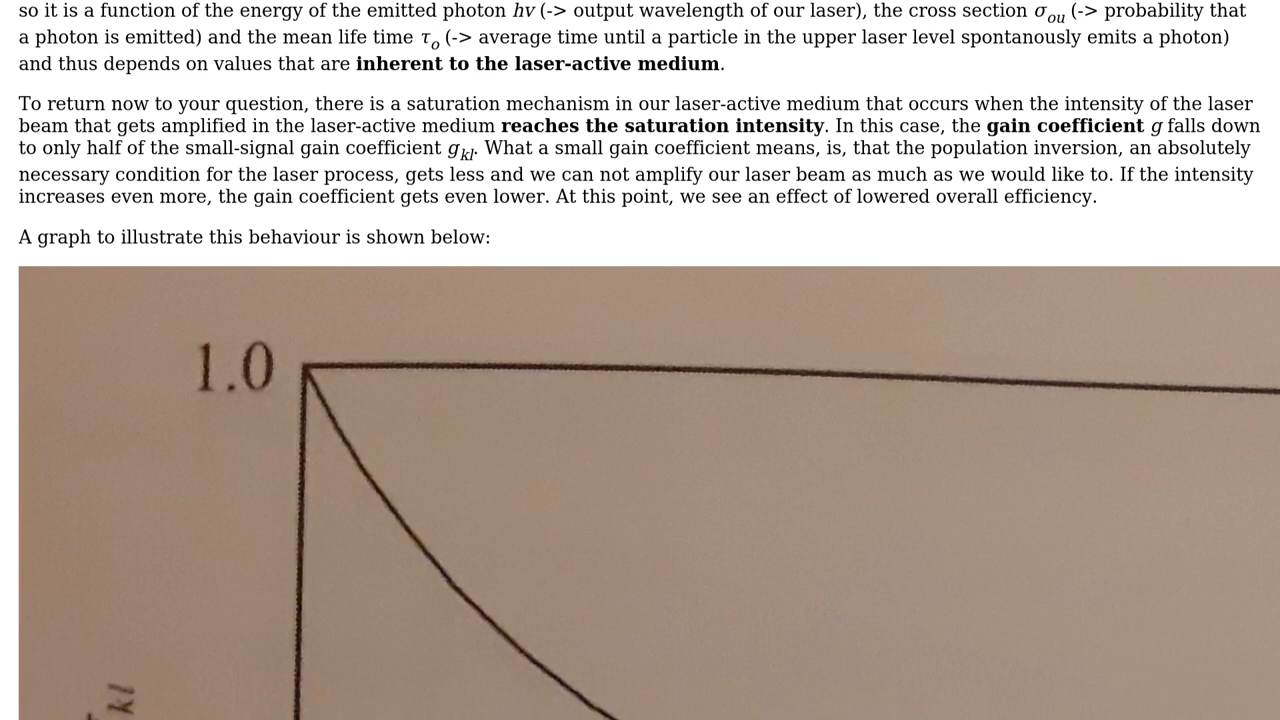 so it is a function of the energy of the emitted photon hν (-> output wavelength of our laser), the cross section σou (-> probability that
a photon is emitted) and the mean life time τo (-> average time until a particle in the upper laser level spontanously emits a photon)
and thus depends on values that are inherent to the laser-active medium.
To return now to your question, there is a saturation mechanism in our laser-active medium that occurs when the intensity of the laser
beam that gets amplified in the laser-active medium reaches the saturation intensity. In this case, the gain coefficient g falls down
to only half of the small-signal gain coefficient gkl. What a small gain coefficient means, is, that the population inversion, an absolutely
necessary condition for the laser process, gets less and we can not amplify our laser beam as much as we would like to. If the intensity
increases even more, the gain coefficient gets even lower. At this point, we see an effect of lowered overall efficiency.
A graph to illustrate this behaviour is shown below:
1.0
kl